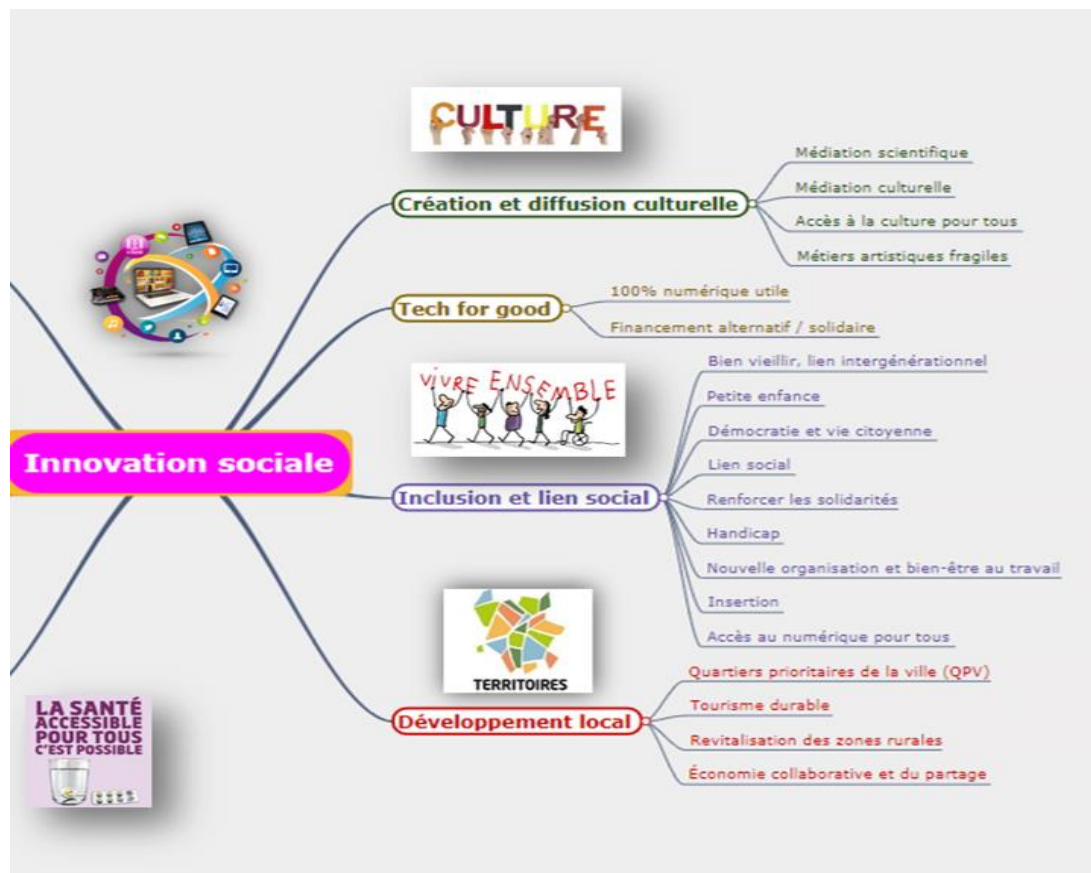 CULTURE
Création et diffusion culturelle
Médiation scientifique
Médiation culturelle
Accès à la culture pour tous
Métiers artistiques fragiles
Tech for good
100% numérique utile
Financement alternatif / solidaire
VIVRE ENSEMBLE
Innovation sociale
Inclusion et lien social
Bien vieillir, lien intergénérationnel
Petite enfance
Démocratie et vie citoyenne
Lien social
Renforcer les solidarités
Handicap
Nouvelle organisation et bien-être au travail
Insertion
Accès au numérique pour tous
TERRITOIRES
Développement local
Quartiers prioritaires de la ville (QPV)
Tourisme durable
Revitalisation des zones rurales
Économie collaborative et du partage
LA SANTÉ
ACCESSIBLE
POUR TOUS
C'EST POSSIBLE